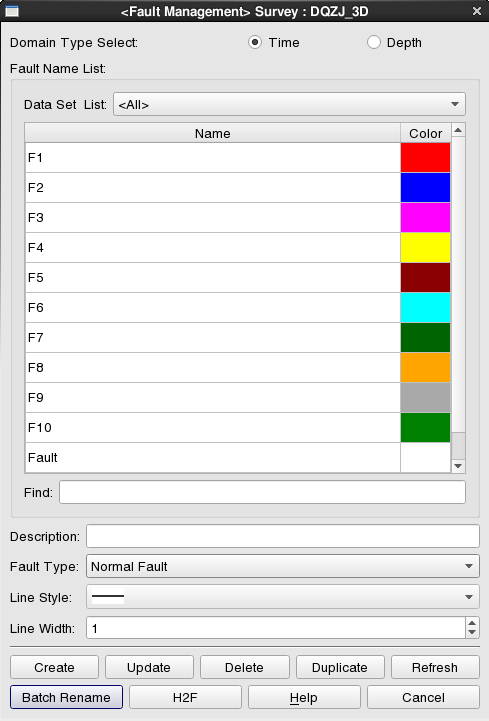 <Fault Management> Survey : DQZJ_3D
Domain Type Select: Time Depth
Fault Name List:
Data Set List: <All>
Name Color
F1
F2
F3
F4
F5
F6
F7
F8
F9
F10
Fault
Find:
Description:
Fault Type: Normal Fault
Line Style:
Line Width: 1
Create Update Delete Duplicate Refresh
Batch Rename H2F Help Cancel